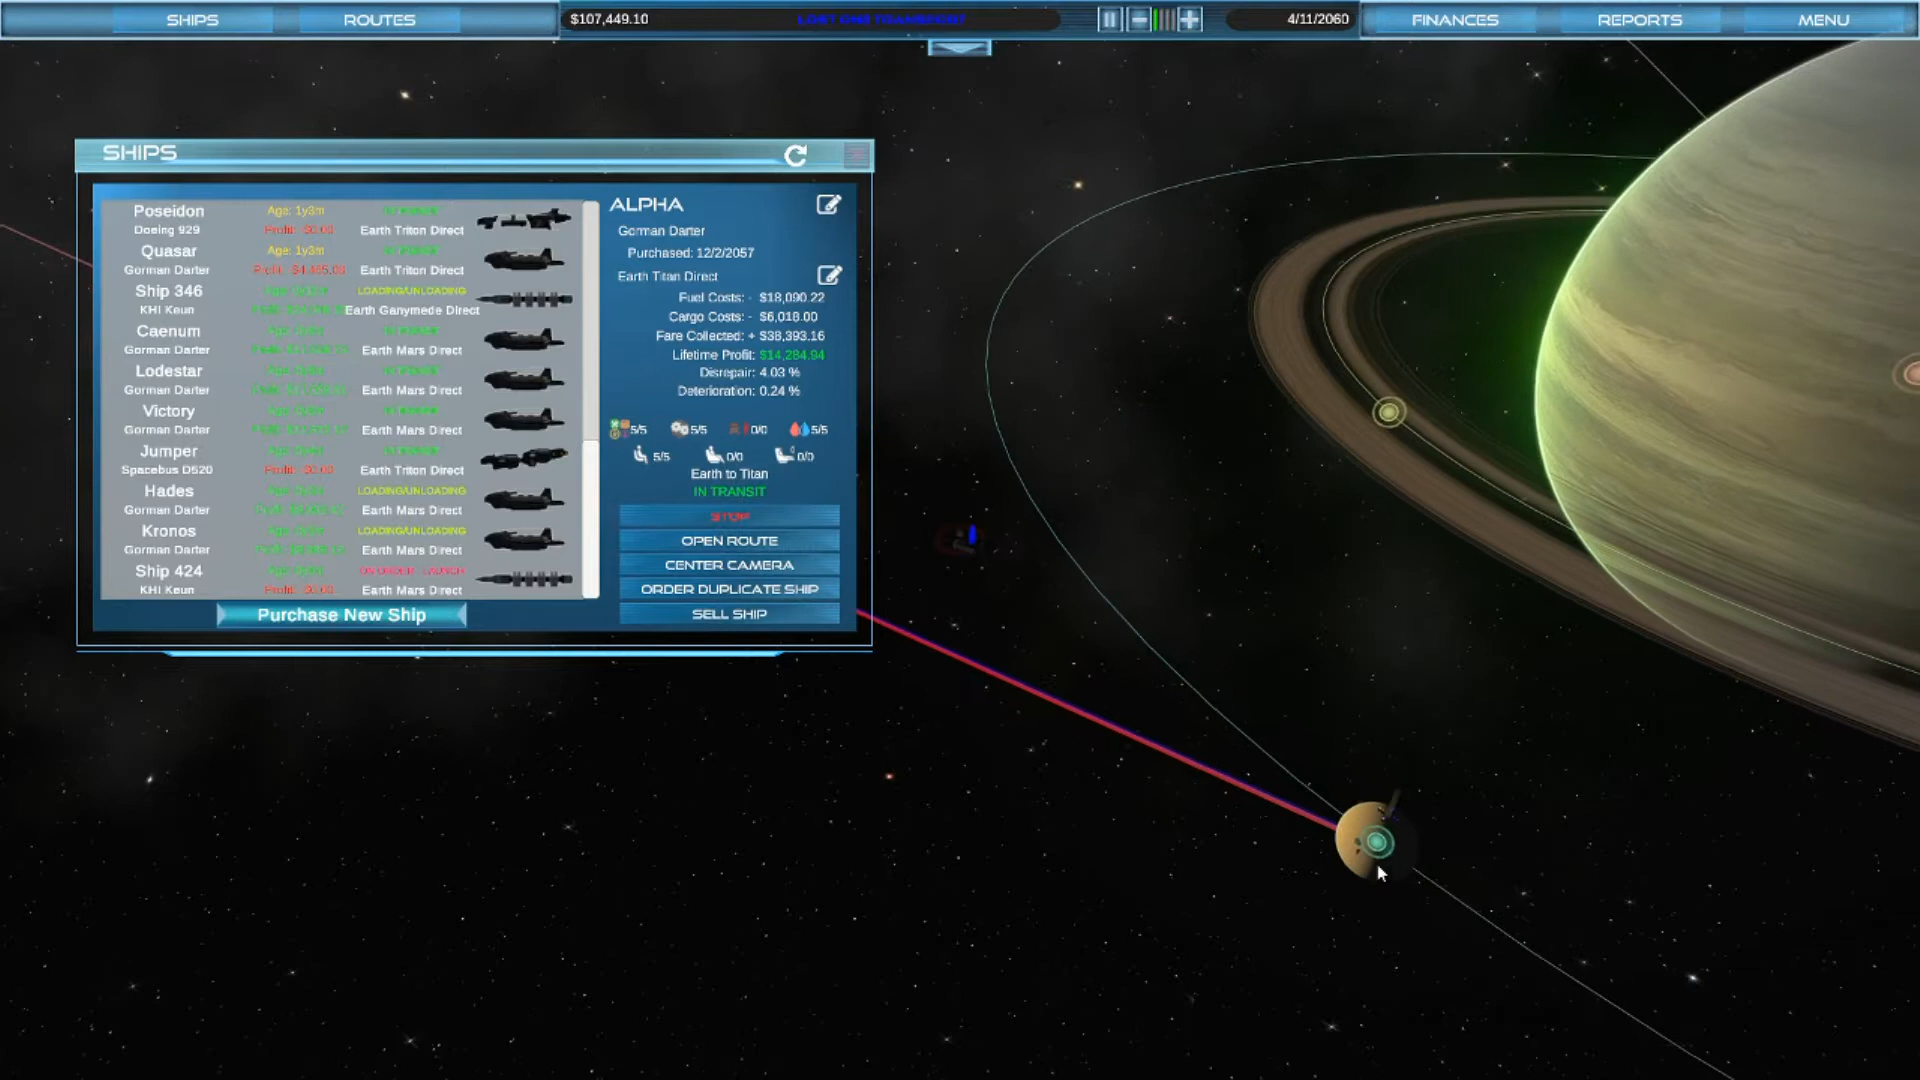 SHIPS
ROUTES
$107,449.10
4/11/2060
FINANCES
REPORTS
MENU
SHIPS
Poseidon
Age: 1y3m
Doeing 929
Profit: $0.00
Earth Triton Direct
Quasar
Age: 1y3m
Gorman Darter
Earth Triton Direct
Ship 346
LOADING/UNLOADING
KHI Keun
Earth Ganymede Direct
Caenum
Gorman Darter
Earth Mars Direct
Lodestar
Gorman Darter
Earth Mars Direct
Victory
Gorman Darter
Earth Mars Direct
Jumper
Spacebus D520
Profit: $0.00
Earth Triton Direct
Hades
LOADING/UNLOADING
Gorman Darter
Earth Mars Direct
Kronos
LOADING/UNLOADING
Gorman Darter
Earth Mars Direct
Ship 424
KHI Keun
Profit: $0.00
Earth Mars Direct
Purchase New Ship
ALPHA
Gorman Darter
Purchased: 12/2/2057
Earth Titan Direct
Fuel Costs: - $18,090.22
Cargo Costs: - $6,018.00
Fare Collected: + $38,393.16
Lifetime Profit: $14,284.94
Disrepair: 4.03 %
Deterioration: 0.24 %
5/5 5/5 0/0 5/5
5/5 0/0 0/0
Earth to Titan
IN TRANSIT
STOP
OPEN ROUTE
CENTER CAMERA
ORDER DUPLICATE SHIP
SELL SHIP